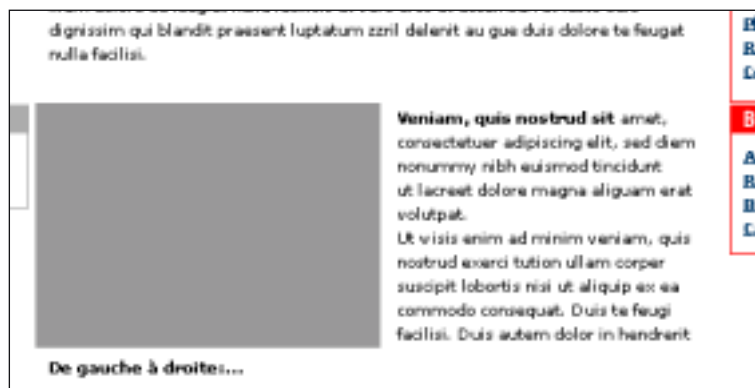 dignissim qui blandit praesent luptatum zzril delenit au gue duis dolore te feugat
nulla facilisi.
Veniam, quis nostrud sit amet,
consectetuer adipiscing elit, sed diem
nonummy nibh euismod tincidunt
ut lacreet dolore magna aliguam erat
volutpat.
Ut wisis enim ad minim veniam, quis
nostrud exerci tution ullam corper
suscipit lobortis nisi ut aliquip ex ea
commodo consequat. Duis te feugi
facilisi. Duis autem dolor in hendrerit
De gauche à droite:...